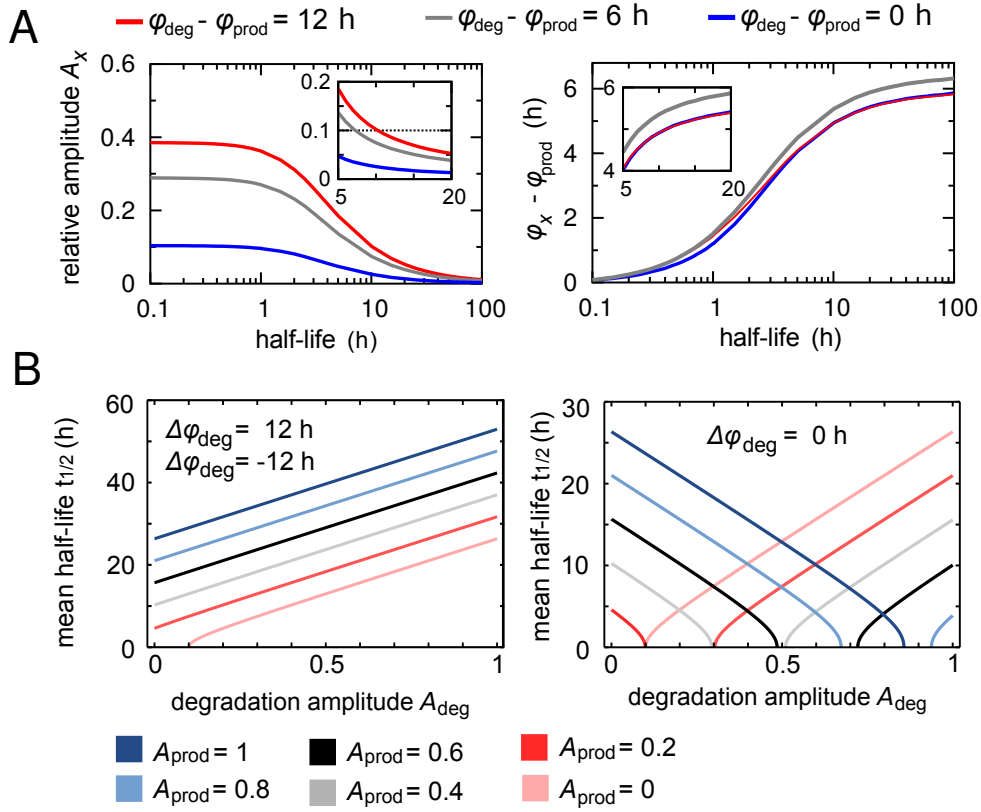 A
φdeg - φprod = 12 h
φdeg - φprod = 6 h
φdeg - φprod = 0 h
relative amplitude Ax
0.6
0.4
0.2
0
0.1
1
10
100
half-life (h)
0.2
0.1
0
5
20
φx - φprod (h)
6
4
2
0
0.1
1
10
100
half-life (h)
6
4
5
20
B
mean half-life t1/2 (h)
60
40
20
0
0
0.5
1
Δφdeg = 12 h
Δφdeg = -12 h
degradation amplitude Adeg
mean half-life t1/2 (h)
30
20
10
0
0
0.5
1
Δφdeg = 0 h
degradation amplitude Adeg
Aprod = 1
Aprod = 0.6
Aprod = 0.2
Aprod = 0.8
Aprod = 0.4
Aprod = 0